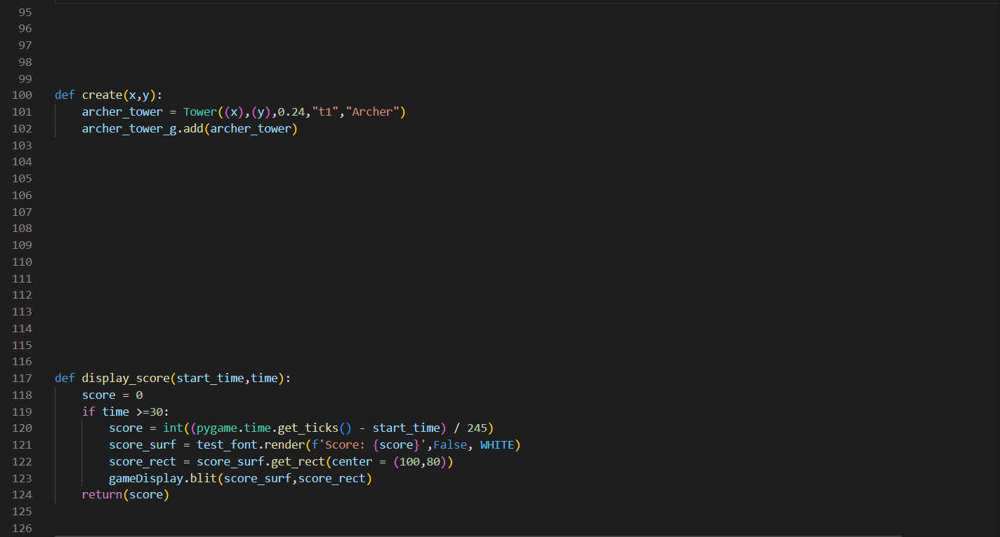 95
96
97
98
99
100 def create(x,y):
101     archer_tower = Tower((x),(y),0.24,"t1","Archer")
102     archer_tower_g.add(archer_tower)
103
104
105
106
107
108
109
110
111
112
113
114
115
116
117 def display_score(start_time,time):
118     score = 0
119     if time >=30:
120         score = int((pygame.time.get_ticks() - start_time) / 245)
121         score_surf = test_font.render(f'Score: {score}',False, WHITE)
122         score_rect = score_surf.get_rect(center = (100,80))
123         gameDisplay.blit(score_surf,score_rect)
124     return(score)
125
126